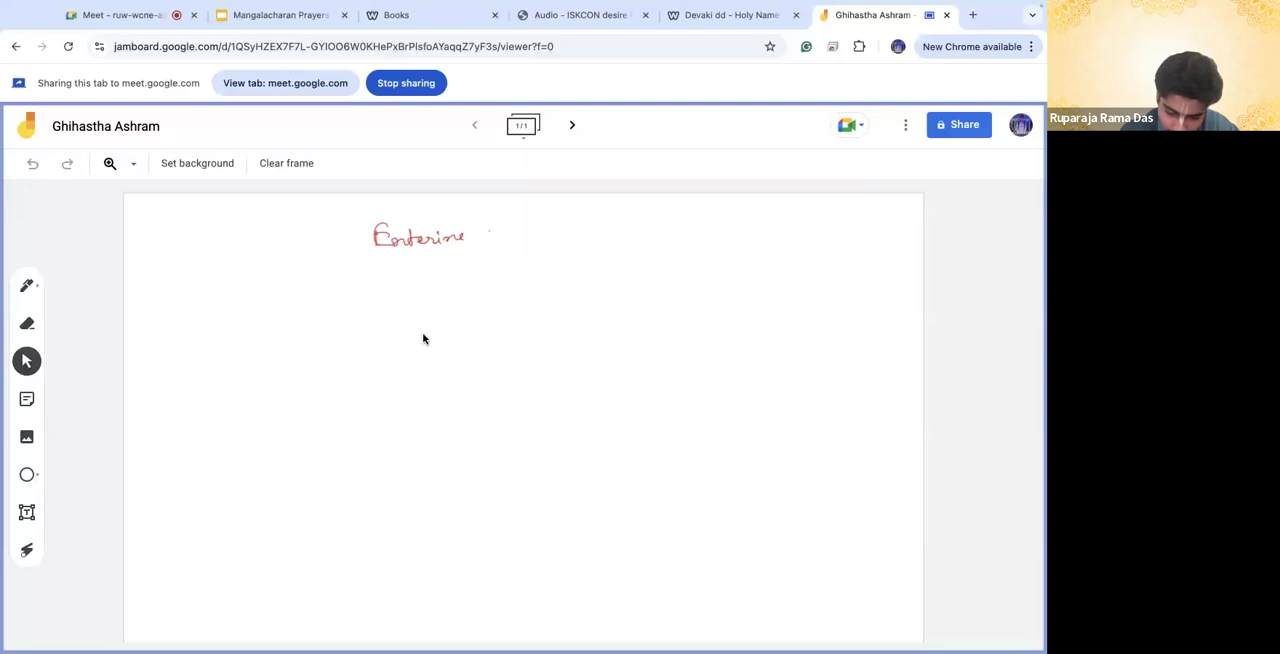 Meet - ruw-wcne-as
Mangalacharan Prayers
Books
Audio - ISKCON desire t
Devaki dd - Holy Name
Ghihastha Ashram -
jamboard.google.com/d/1QSyHZEX7F7L-GYIOO6W0KHePxBrPlsfoAYaqqZ7yF3s/viewer?f=0
New Chrome available
Sharing this tab to meet.google.com
View tab: meet.google.com
Stop sharing
Ghihastha Ashram
1/1
Share
Set background
Clear frame
Ruparaja Rama Das